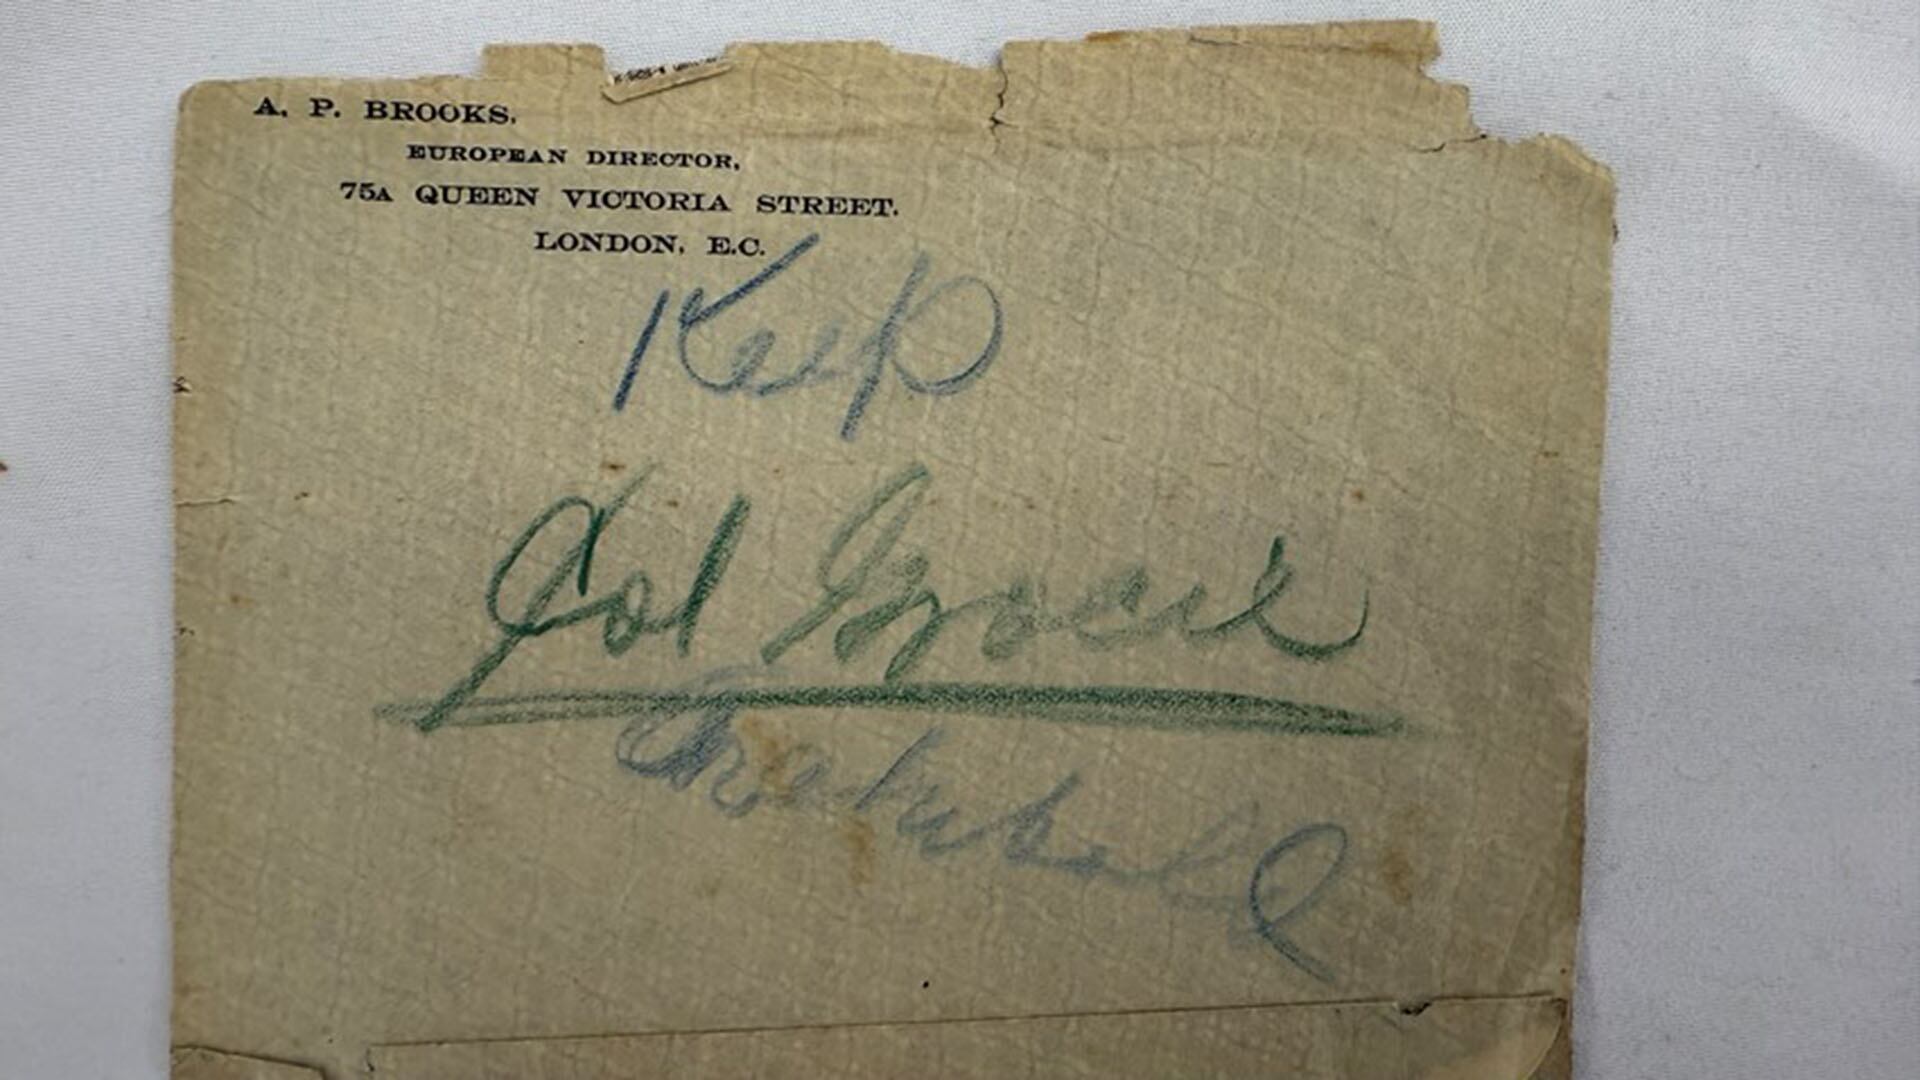 A. P. BROOKS.
EUROPEAN DIRECTOR,
75A QUEEN VICTORIA STREET.
LONDON, E.C.
Keep
Col Gracie